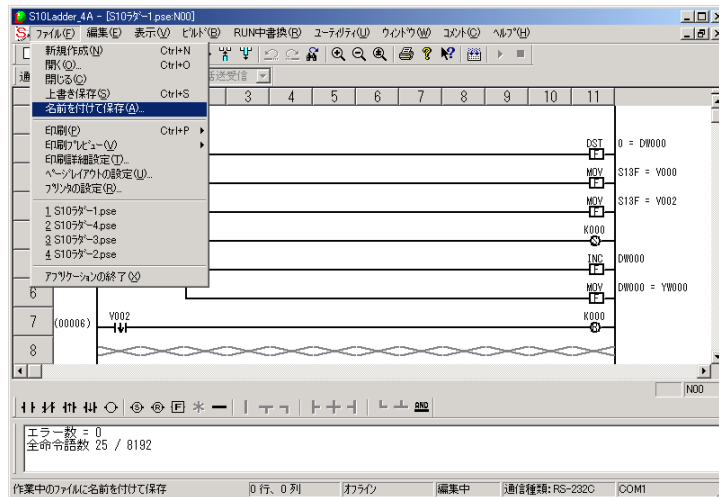 S10Ladder_4A - [S10ﾗﾀﾞｰ1.pse:N00]
ﾌｧｲﾙ(F) 編集(E) 表示(V) ﾋﾞﾙﾄﾞ(B) RUN中書換(R) ﾕｰﾃｨﾘﾃｨ(U) ｳｨﾝﾄﾞｳ(W) ｺﾒﾝﾄ(C) ﾍﾙﾌﾟ(H)
新規作成(N) Ctrl+N
開く(O)... Ctrl+O
閉じる(C)
上書き保存(S) Ctrl+S
名前を付けて保存(A)...
印刷(P) Ctrl+P
印刷ﾌﾟﾚﾋﾞｭｰ(V)
印刷詳細設定(T)...
ﾍﾟｰｼﾞﾚｲｱｳﾄの設定(U)...
ﾌﾟﾘﾝﾀの設定(R)...
1 S10ﾗﾀﾞｰ1.pse
2 S10ﾗﾀﾞｰ4.pse
3 S10ﾗﾀﾞｰ3.pse
4 S10ﾗﾀﾞｰ2.pse
ｱﾌﾟﾘｹｰｼｮﾝの終了(X)
通
送受信
3 4 5 6 7 8 9 10 11
DST 0 = DW000
F
MOV S13F = V000
F
MOV S13F = V002
F
K000
S
INC DW000
F
6 MOV DW000 = YW000
F
7 (00006) V002 K000
R
8
N00
S R F AND
エラー数 = 0
全命令語数 25 / 8192
作業中のﾌｧｲﾙに名前を付けて保存 0 行、0 列 ｵﾌﾗｲﾝ 編集中 通信種類: RS-232C COM1